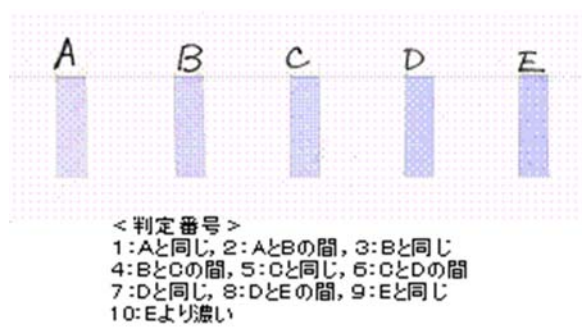 A B C D E
<判定番号>
1:Aと同じ, 2:AとBの間, 3:Bと同じ
4:BとCの間, 5:Cと同じ, 6:CとDの間
7:Dと同じ, 8:DとEの間, 9:Eと同じ
10:Eより濃い